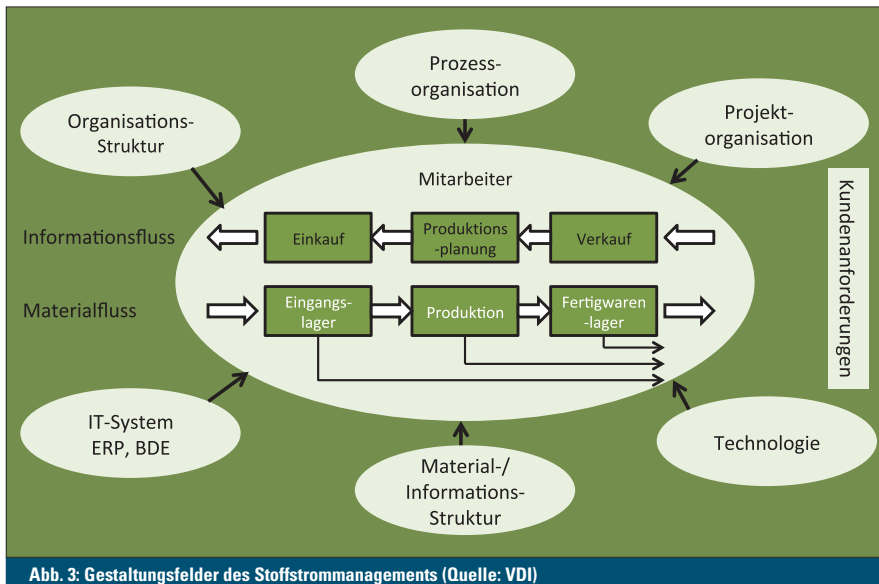 Prozess-
organisation
Organisations-
Struktur
Projekt-
organisation
Mitarbeiter
Kundenanforderungen
Informationsfluss
Einkauf
Produktions
-planung
Verkauf
Materialfluss
Eingangs-
lager
Produktion
Fertigwaren
-lager
IT-System
ERP, BDE
Material-/
Informations-
Struktur
Technologie
Abb. 3: Gestaltungsfelder des Stoffstrommanagements (Quelle: VDI)